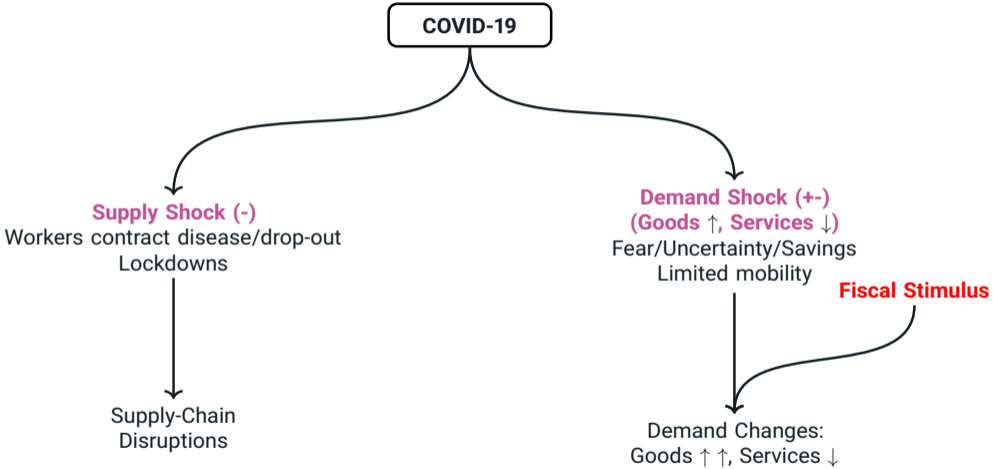 COVID-19
Supply Shock (-)
Workers contract disease/drop-out
Lockdowns
Demand Shock (+-)
(Goods ↑, Services ↓)
Fear/Uncertainty/Savings
Limited mobility
Fiscal Stimulus
Supply-Chain
Disruptions
Demand Changes:
Goods ↑ ↑, Services ↓